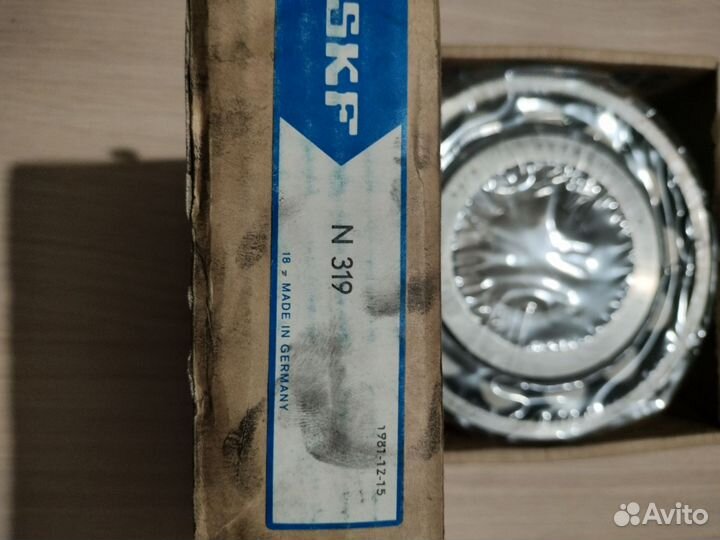 SKF
N 319
18 z MADE IN GERMANY
1981-12-15
Avito